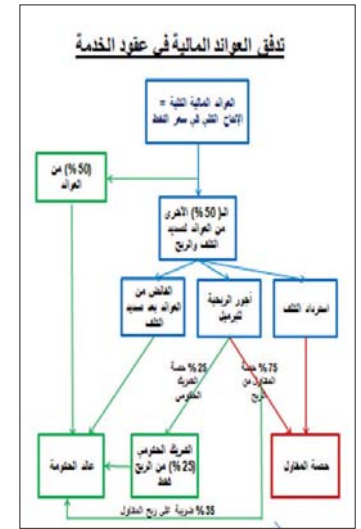 تدفق العوائد المالية في عقود الخدمة
العوائد المالية الكلية =
الإنتاج الكلي في سعر النفط
(50%) من
العوائد
الـ(50%) الأخرى
من العوائد لتسديد
الكلف والربح
الفائض من
العوائد بعد تسديد
الكلف
أجور الربحية
للبرميل
استرداد الكلف
25% حصة
الشريك
الحكومي
75% حصة
المقاول من
الربح
عائد الحكومة
الشريك الحكومي
(25%) من الربح
فقط
حصة المقاول
35% ضريبة على ربح المقاول